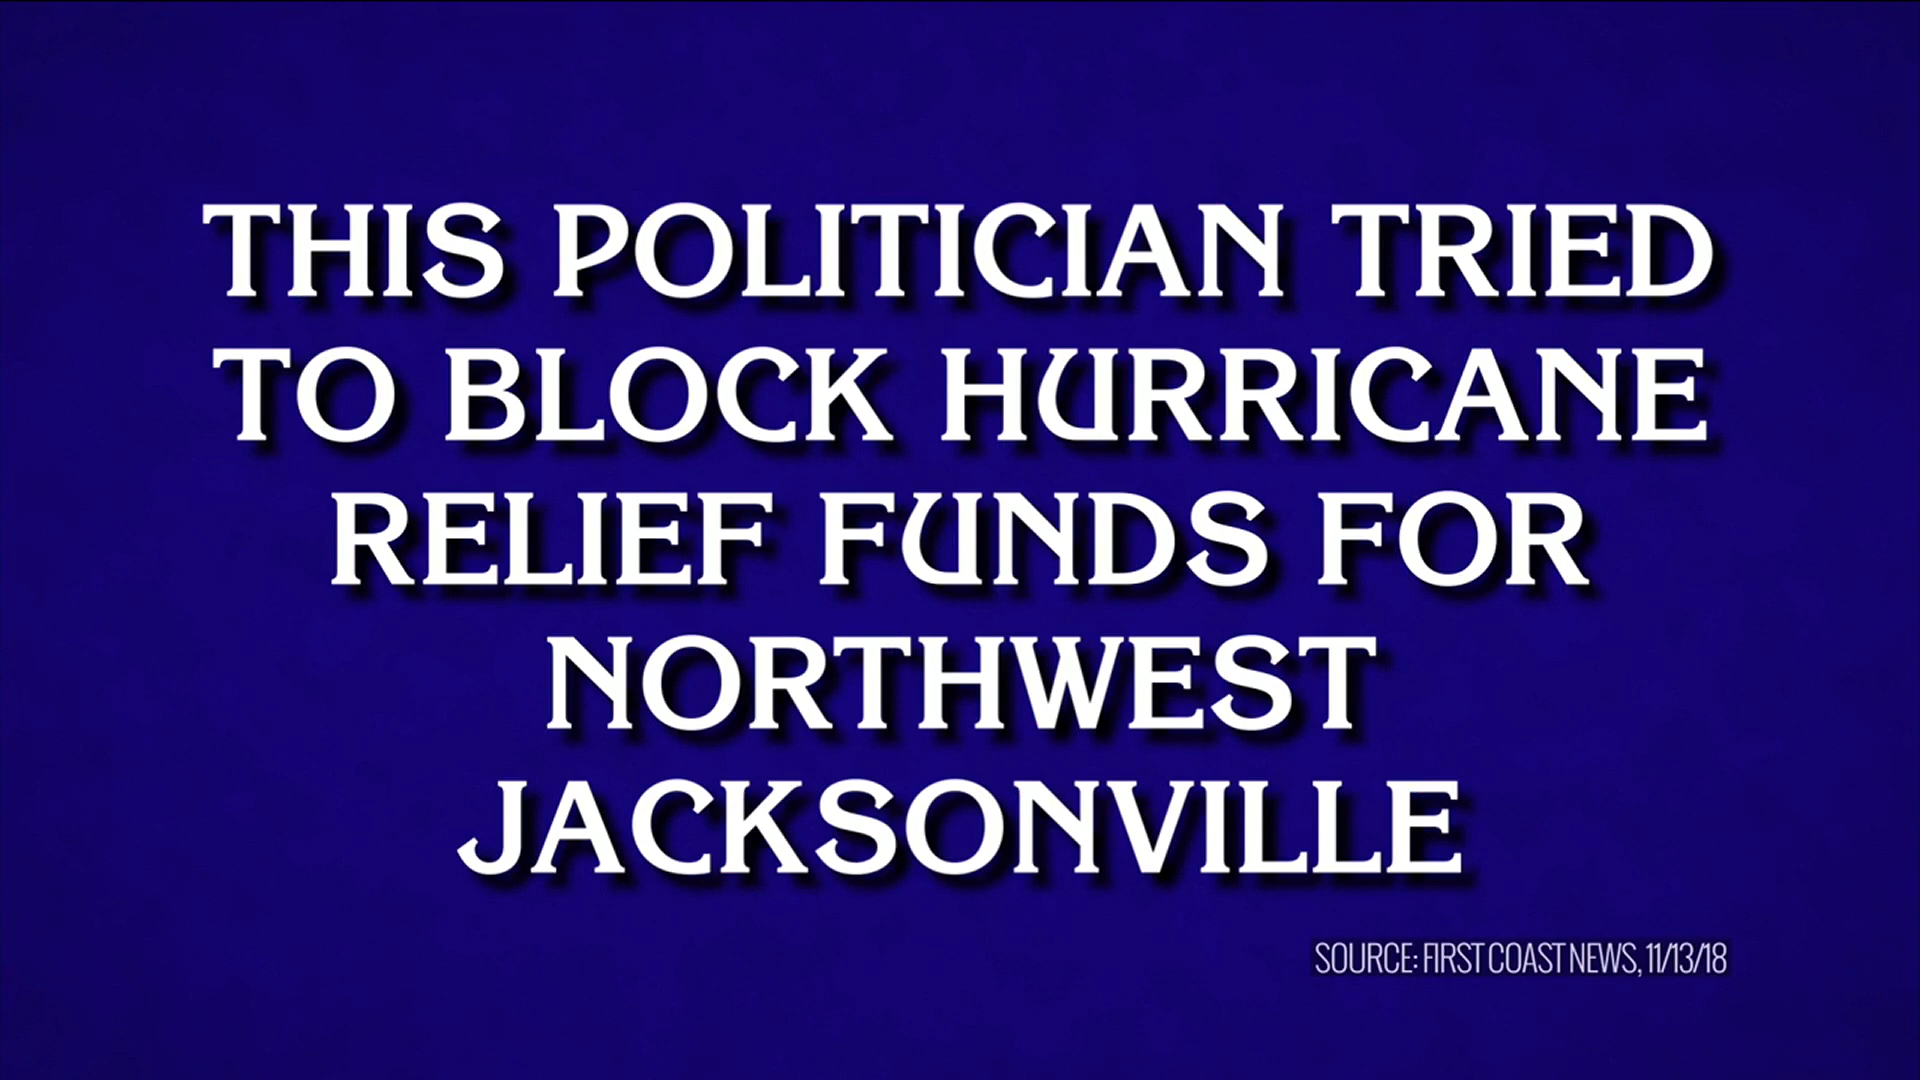 THIS POLITICIAN TRIED
TO BLOCK HURRICANE
RELIEF FUNDS FOR
NORTHWEST
JACKSONVILLE
SOURCE: FIRST COAST NEWS, 11/13/18